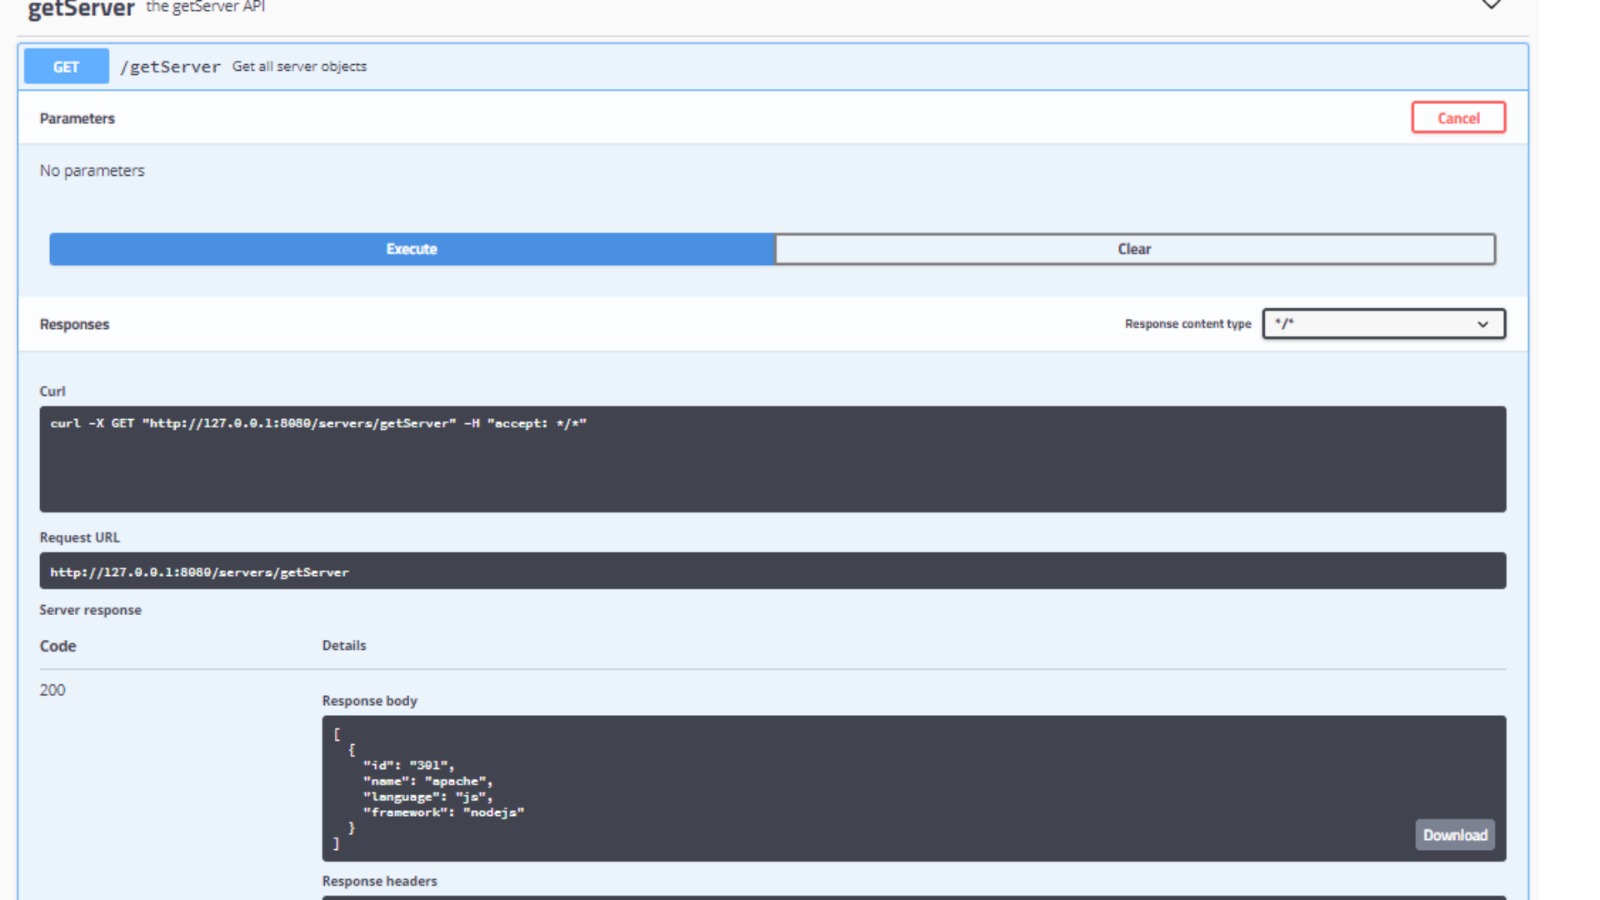 getServer the getServer API
GET /getServer Get all server objects
Parameters Cancel
No parameters
Execute Clear
Responses Response content type */*
Curl
curl -X GET "http://127.0.0.1:8080/servers/getServer" -H "accept: */*"
Request URL
http://127.0.0.1:8080/servers/getServer
Server response
Code Details
200
Response body
[
{
"id": "301",
"name": "apache",
"language": "js",
"framework": "nodejs"
}
]
Download
Response headers